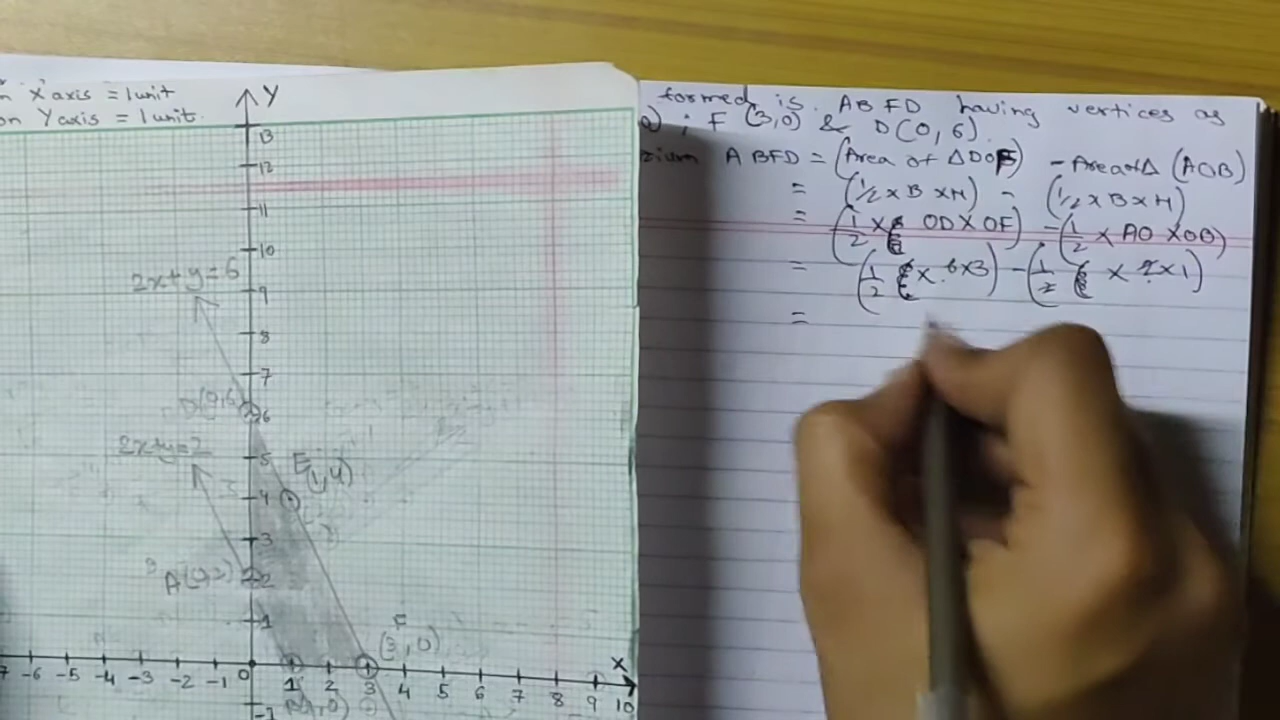 X axis = 1 unit
on Y axis = 1 unit.
Y
13
12
11
10
2x+y=6
9
8
7
D(0,6)
6
2x+y=2
5
E
(1,4)
4
3
A(0,2)
2
1
F
(3,0)
X
-6 -5 -4 -3 -2 -1 0 1 2 3 4 5 6 7 8 9 10
-1
formed is ABFD having vertices as
; F (3,0) & D(0,6).
ABFD = (Area of ΔDOF) - Area of Δ (AOB)
= (1/2 × B × H) - (1/2 × B × H)
= (1/2 × OD × OF) - (1/2 × AO × OB)
= (1/2 × 6 × 3) - (1/2 × 2 × 1)
=